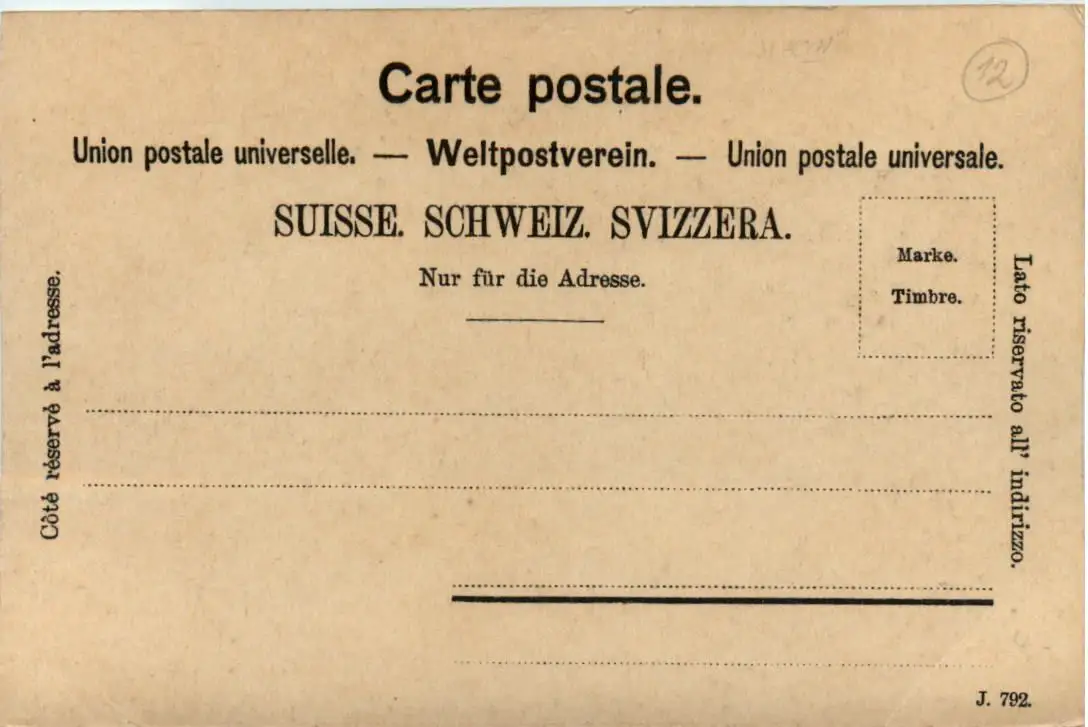 Carte postale.
12
Union postale universelle. — Weltpostverein. — Union postale universale.
SUISSE. SCHWEIZ. SVIZZERA.
Nur für die Adresse.
Marke.
Timbre.
Côté réservé à l'adresse.
Lato riservato all' indirizzo.
J. 792.